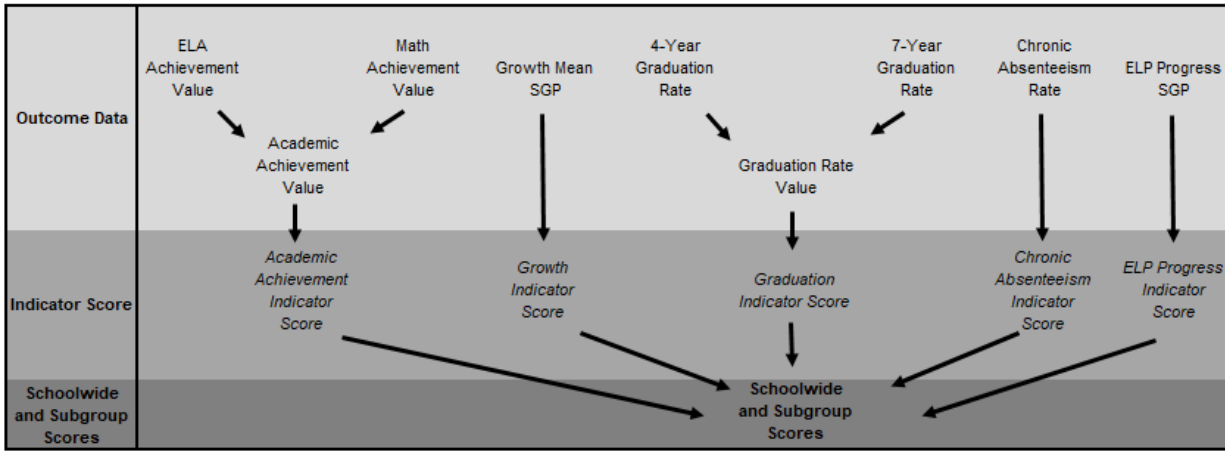 Outcome Data
ELA
Achievement
Value
Math
Achievement
Value
Growth Mean
SGP
4-Year
Graduation
Rate
7-Year
Graduation
Rate
Chronic
Absenteeism
Rate
ELP Progress
SGP
Academic
Achievement
Value
Graduation Rate
Value
Indicator Score
Academic
Achievement
Indicator
Score
Growth
Indicator
Score
Graduation
Indicator Score
Chronic
Absenteeism
Indicator
Score
ELP Progress
Indicator
Score
Schoolwide
and Subgroup
Scores
Schoolwide
and Subgroup
Scores